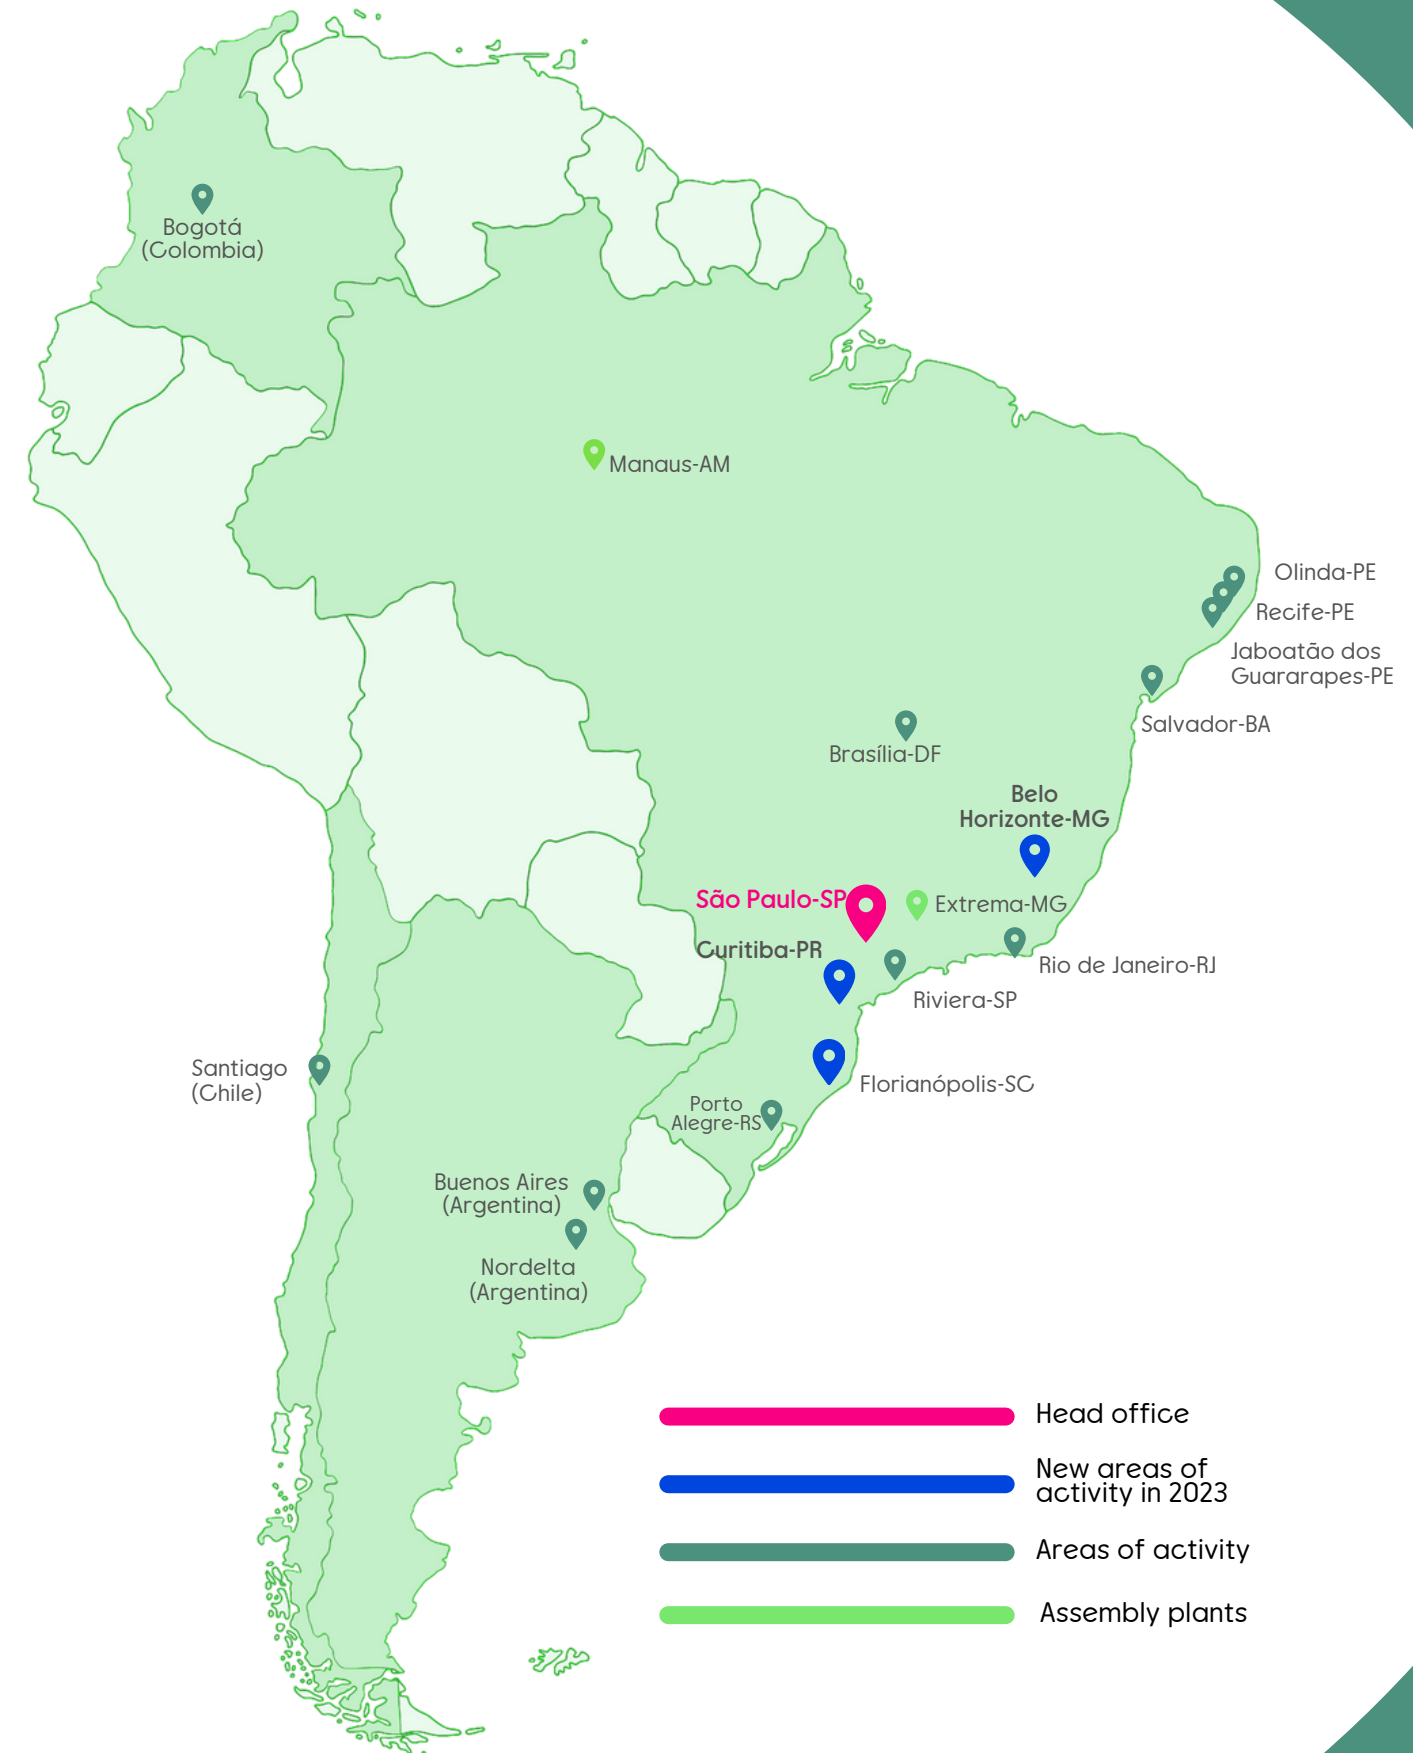 Bogotá
(Colombia)
Manaus-AM
Olinda-PE
Recife-PE
Jaboatão dos
Guararapes-PE
Salvador-BA
Brasília-DF
Belo
Horizonte-MG
São Paulo-SP
Extrema-MG
Curitiba-PR
Rio de Janeiro-RJ
Riviera-SP
Santiago
(Chile)
Florianópolis-SC
Porto
Alegre-RS
Buenos Aires
(Argentina)
Nordelta
(Argentina)
Head office
New areas of
activity in 2023
Areas of activity
Assembly plants